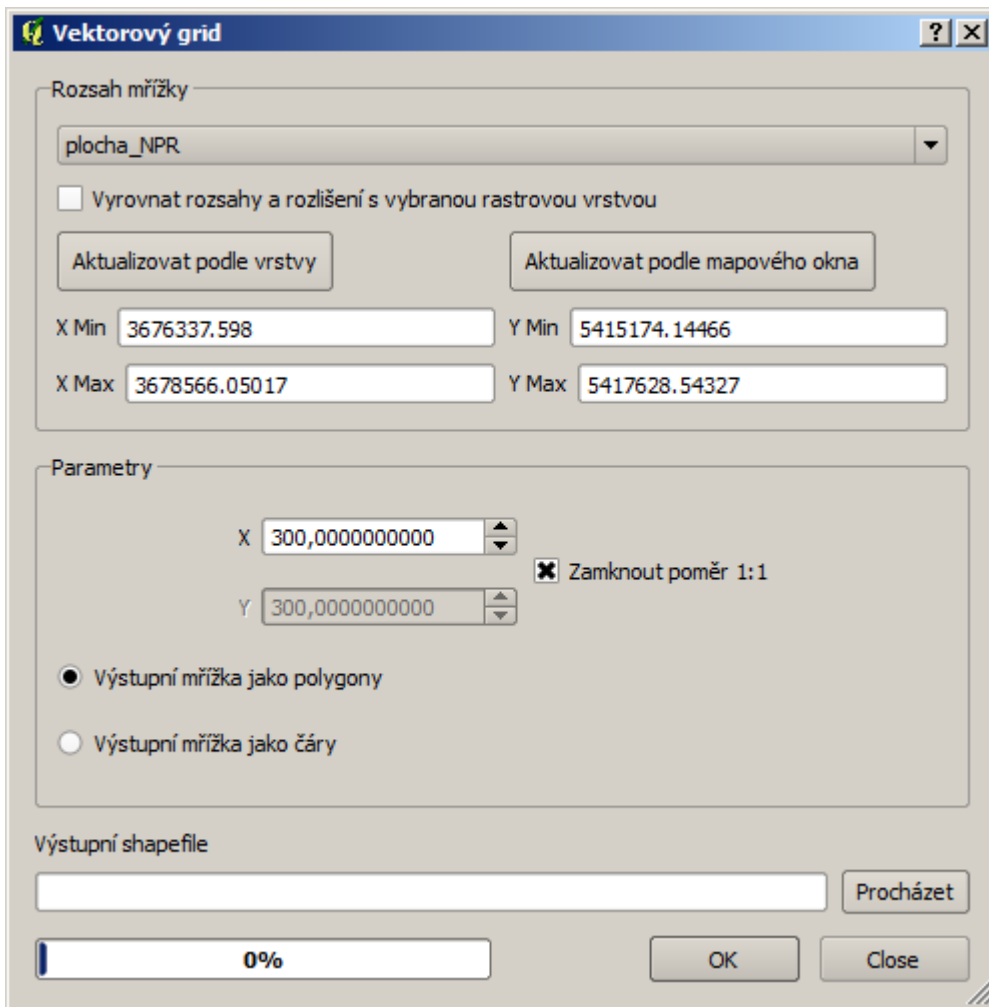 Vektorový grid
Rozsah mřížky
plocha_NPR
Vyrovnat rozsahy a rozlišení s vybranou rastrovou vrstvou
Aktualizovat podle vrstvy
Aktualizovat podle mapového okna
X Min 3676337.598
Y Min 5415174.14466
X Max 3678566.05017
Y Max 5417628.54327
Parametry
X 300,0000000000
Zamknout poměr 1:1
Y 300,0000000000
Výstupní mřížka jako polygony
Výstupní mřížka jako čáry
Výstupní shapefile
Procházet
0%
OK
Close